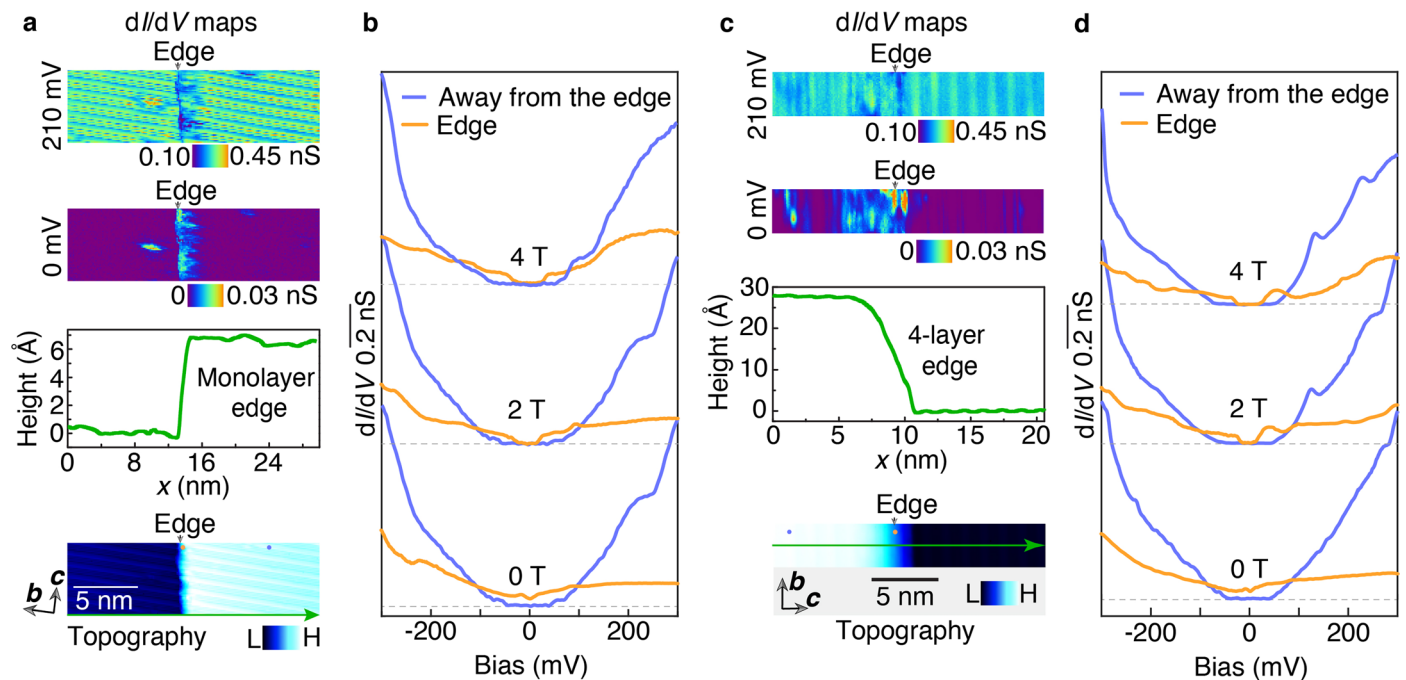 a
dI/dV maps
Edge
210 mV
0.10 0.45 nS
Edge
0 mV
0 0.03 nS
Height (Å)
6
4
2
0
Monolayer
edge
0 8 16 24
x (nm)
Edge
b c
5 nm
Topography
L H
b
Away from the edge
Edge
4 T
2 T
0 T
dI/dV 0.2 nS
-200 0 200
Bias (mV)
c
dI/dV maps
Edge
210 mV
0.10 0.45 nS
Edge
0 mV
0 0.03 nS
Height (Å)
30
20
10
0
4-layer
edge
0 5 10 15 20
x (nm)
Edge
b
c
5 nm
L H
Topography
d
Away from the edge
Edge
4 T
2 T
0 T
dI/dV 0.2 nS
-200 0 200
Bias (mV)